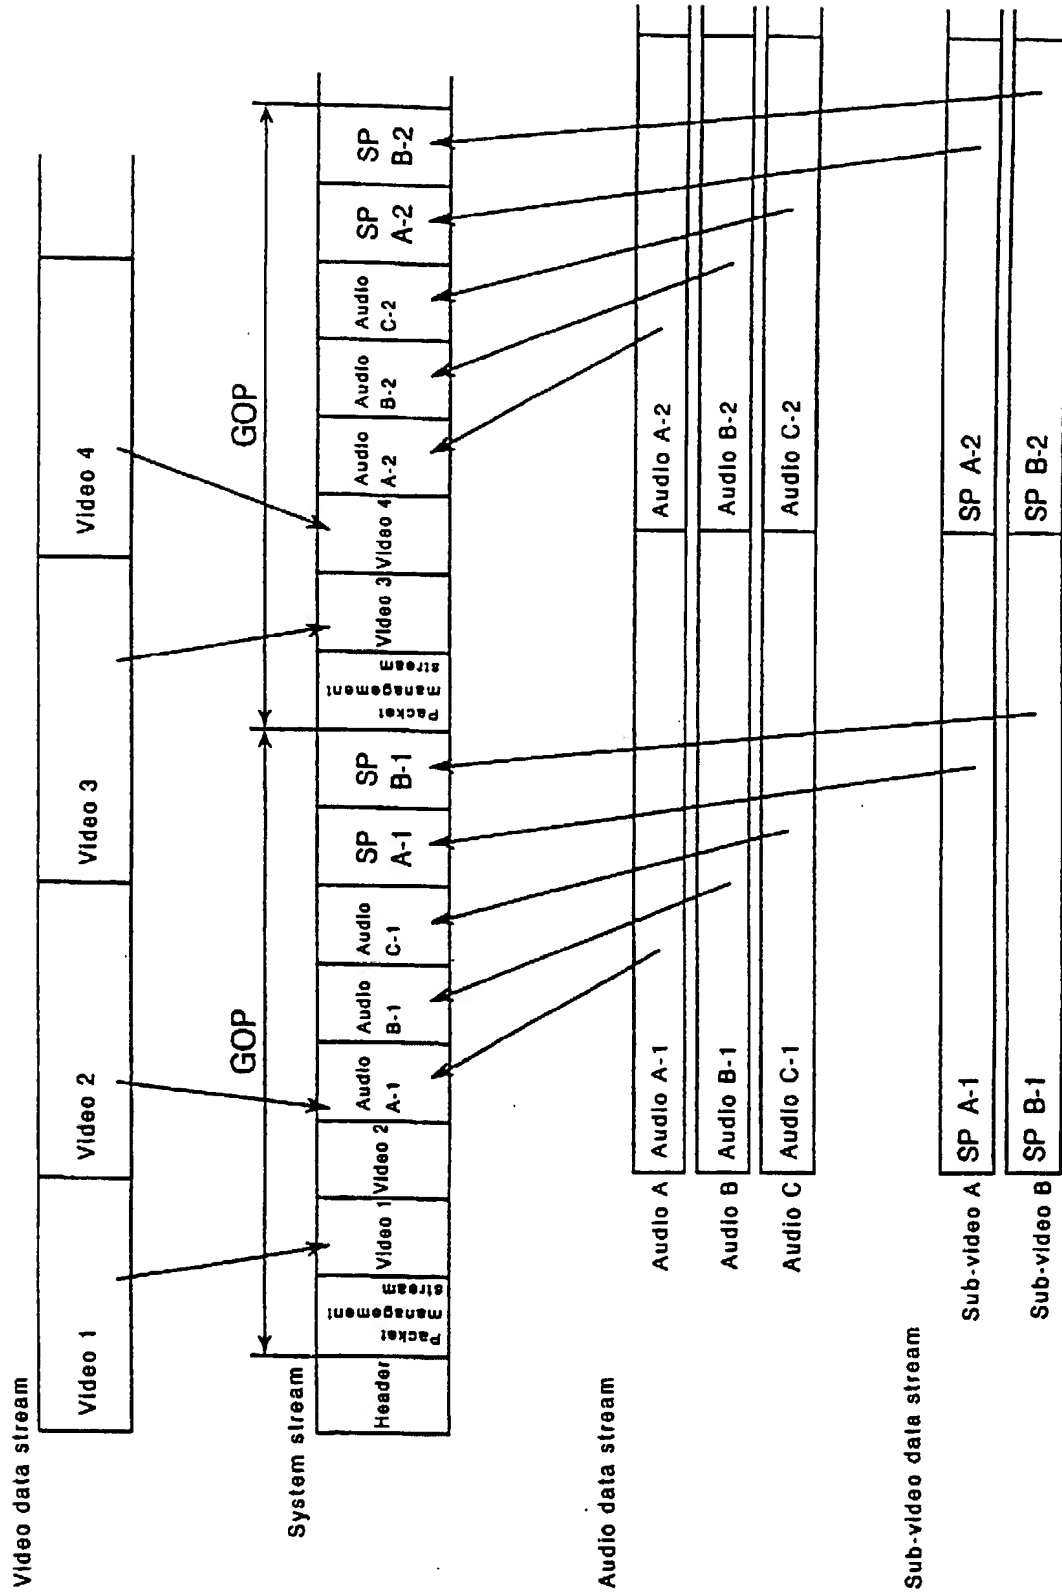 Video data stream
Video 1
Video 2
Video 3
Video 4
GOP
GOP
System stream
Header
Packet
management
stream
Video 1
Video 2
Audio
A-1
Audio
B-1
Audio
C-1
SP
A-1
SP
B-1
Packet
management
stream
Video 3
Video 4
Audio
A-2
Audio
B-2
Audio
C-2
SP
A-2
SP
B-2
Audio data stream
Audio A
Audio A-1
Audio A-2
Audio B
Audio B-1
Audio B-2
Audio C
Audio C-1
Audio C-2
Sub-video data stream
Sub-video A
SP A-1
SP A-2
Sub-video B
SP B-1
SP B-2